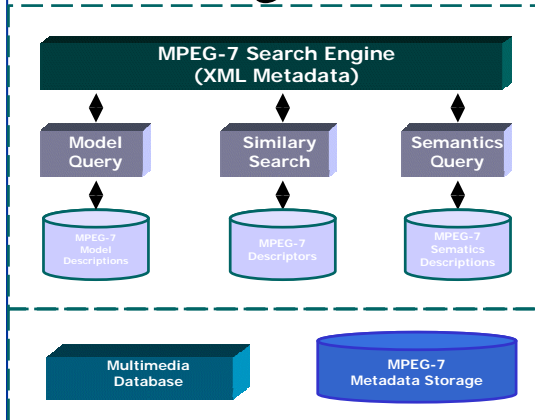 MPEG-7 Search Engine
(XML Metadata)
Model
Query
Similary
Search
Semantics
Query
MPEG-7
Model
Descriptions
MPEG-7
Descriptors
MPEG-7
Sematics
Descriptions
Multimedia
Database
MPEG-7
Metadata Storage